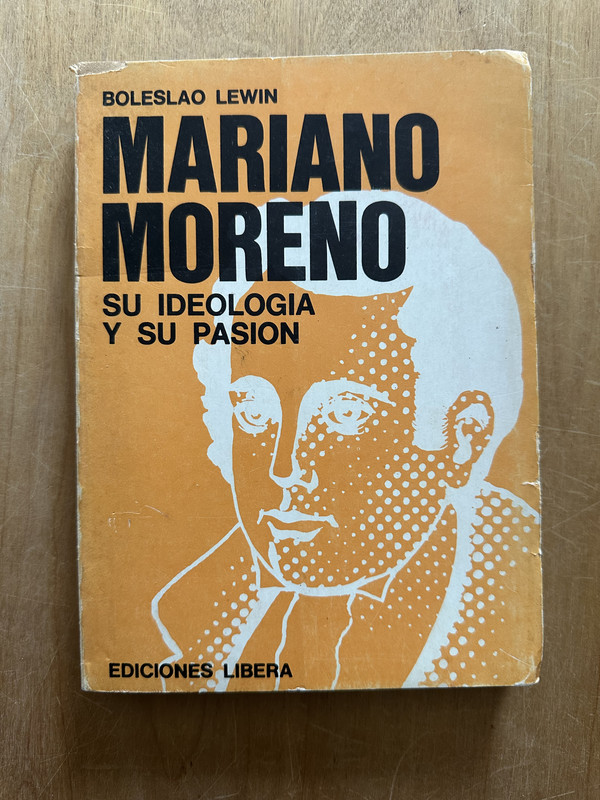 BOLESLAO LEWIN
MARIANO
MORENO
SU IDEOLOGIA
Y SU PASION
EDICIONES LIBERA